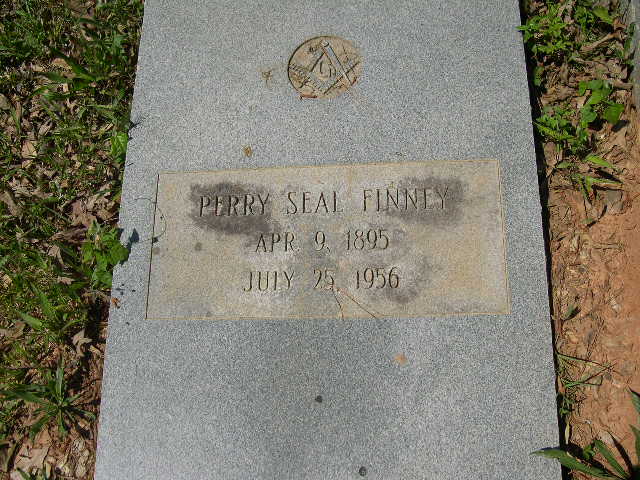 PERRY SEAL FINNEY
APR. 9, 1895
JULY 25, 1956